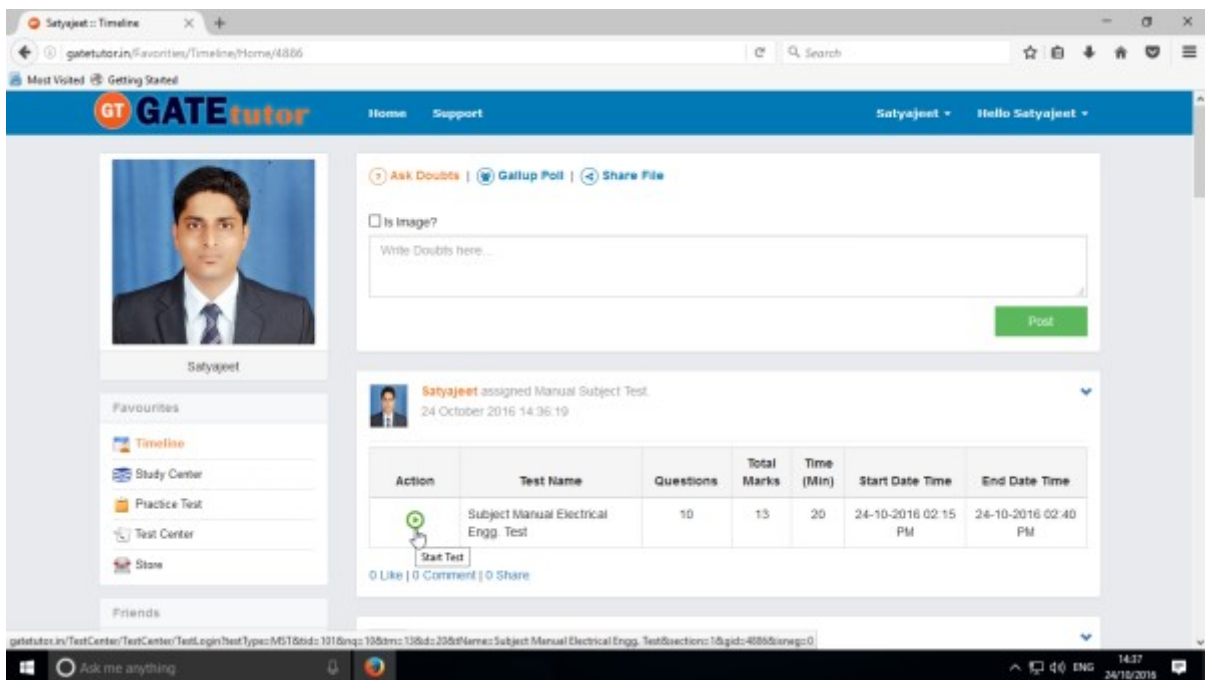 Satyajeet :: Timeline
gatetutor.in/Favorities/Timeline/Home/4886
Search
Most Visited Getting Started
GT GATEtutor Home Support Satyajeet Hello Satyajeet
Ask Doubts | Gallup Poll | Share File
Is Image?
Write Doubts here...
Post
Satyajeet
Favourites
Timeline
Study Center
Practice Test
Test Center
Store
Friends
Satyajeet assigned Manual Subject Test.
24 October 2016 14:36:19
Action Test Name Questions Total Marks Time (Min) Start Date Time End Date Time
Subject Manual Electrical Engg. Test 10 13 20 24-10-2016 02:15 PM 24-10-2016 02:40 PM
Start Test
0 Like | 0 Comment | 0 Share
gatetutor.in/TestCenter/TestCenter/TestLogin?testType=MST&tid=101&nq=10&tm=13&d=20&tName=Subject Manual Electrical Engg. Test&section=1&gid=4886&isneg=0
Ask me anything
ENG
14:37
24/10/2016